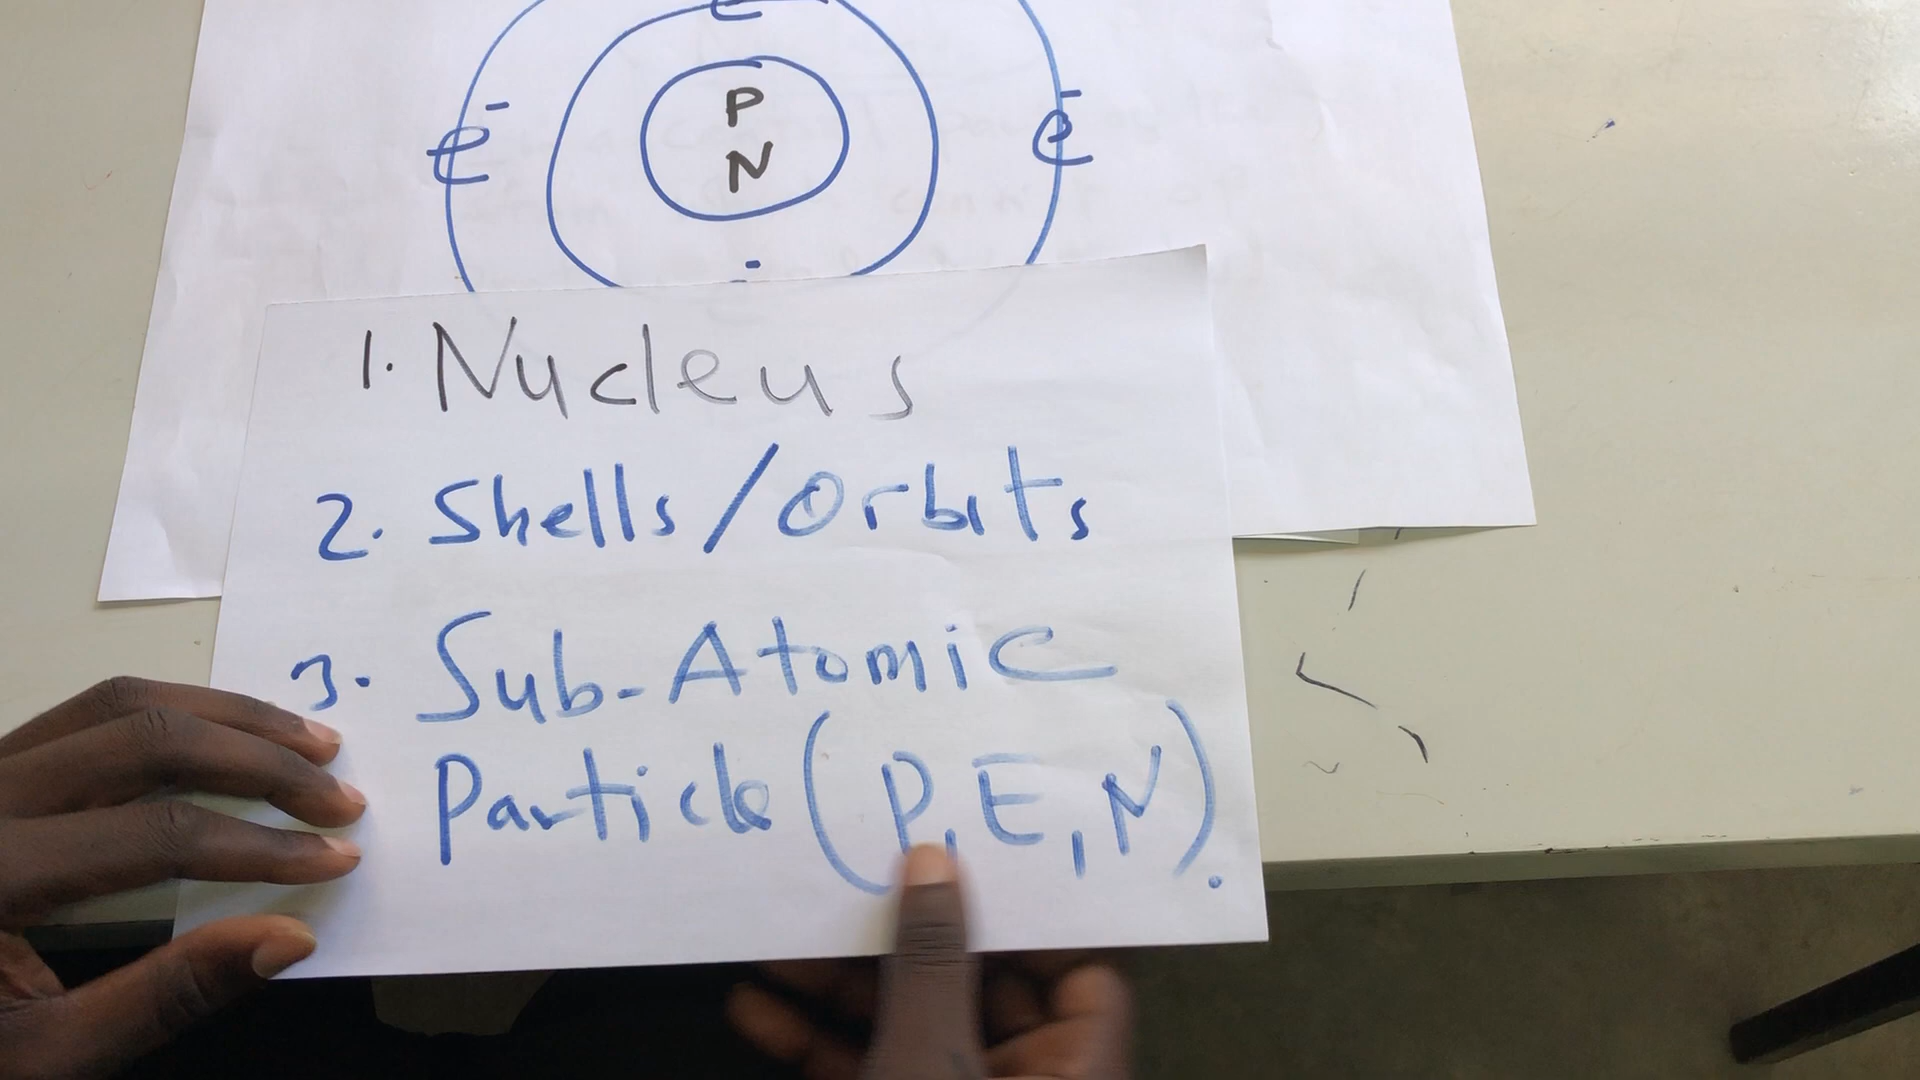 e
P
e⁻ e⁻
N
1. Nucleus
2. Shells/Orbits
3. Sub-Atomic
Particle (P, E, N).